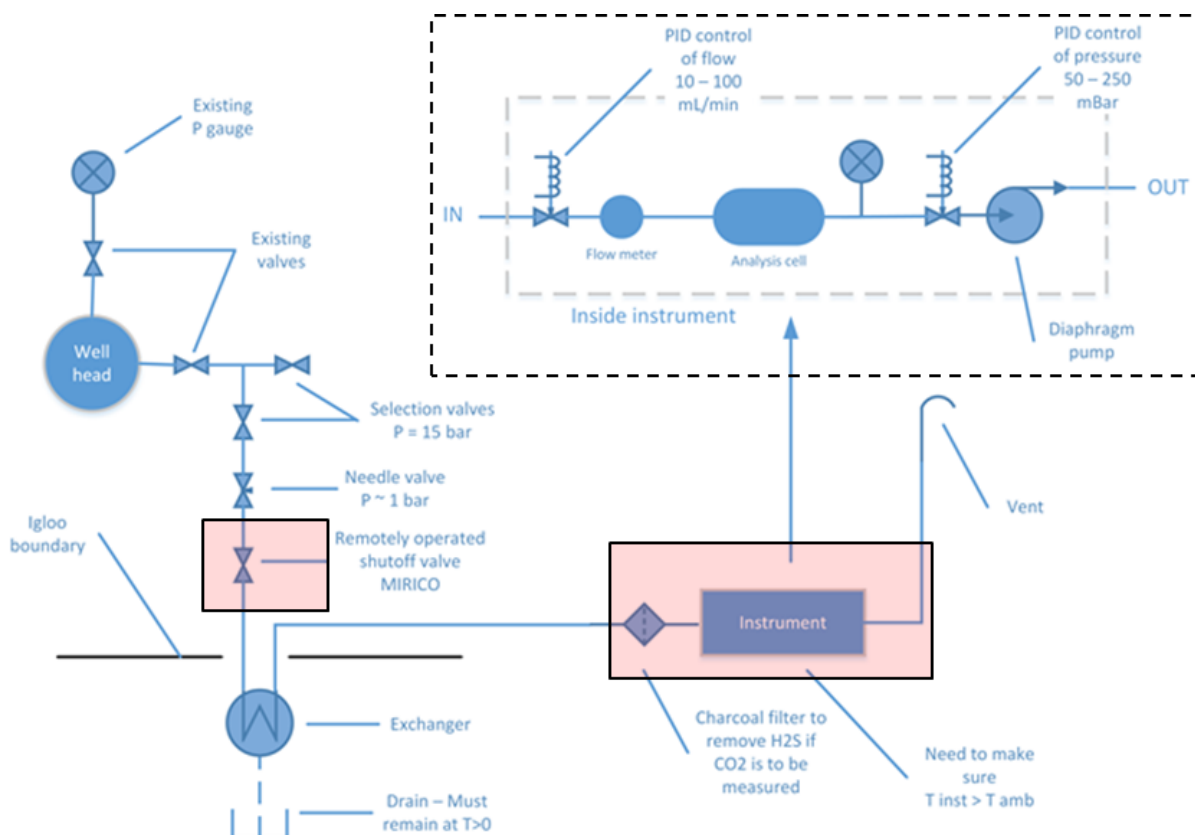 PID control
of flow
10 – 100
mL/min
PID control
of pressure
50 – 250
mBar
Existing
P gauge
IN
OUT
Flow meter
Analysis cell
Existing
valves
Inside instrument
Diaphragm
pump
Well
head
Selection valves
P = 15 bar
Needle valve
P ~ 1 bar
Vent
Igloo
boundary
Remotely operated
shutoff valve
MIRICO
Instrument
Exchanger
Charcoal filter to
remove H2S if
CO2 is to be
measured
Need to make
sure
T inst > T amb
Drain – Must
remain at T>0